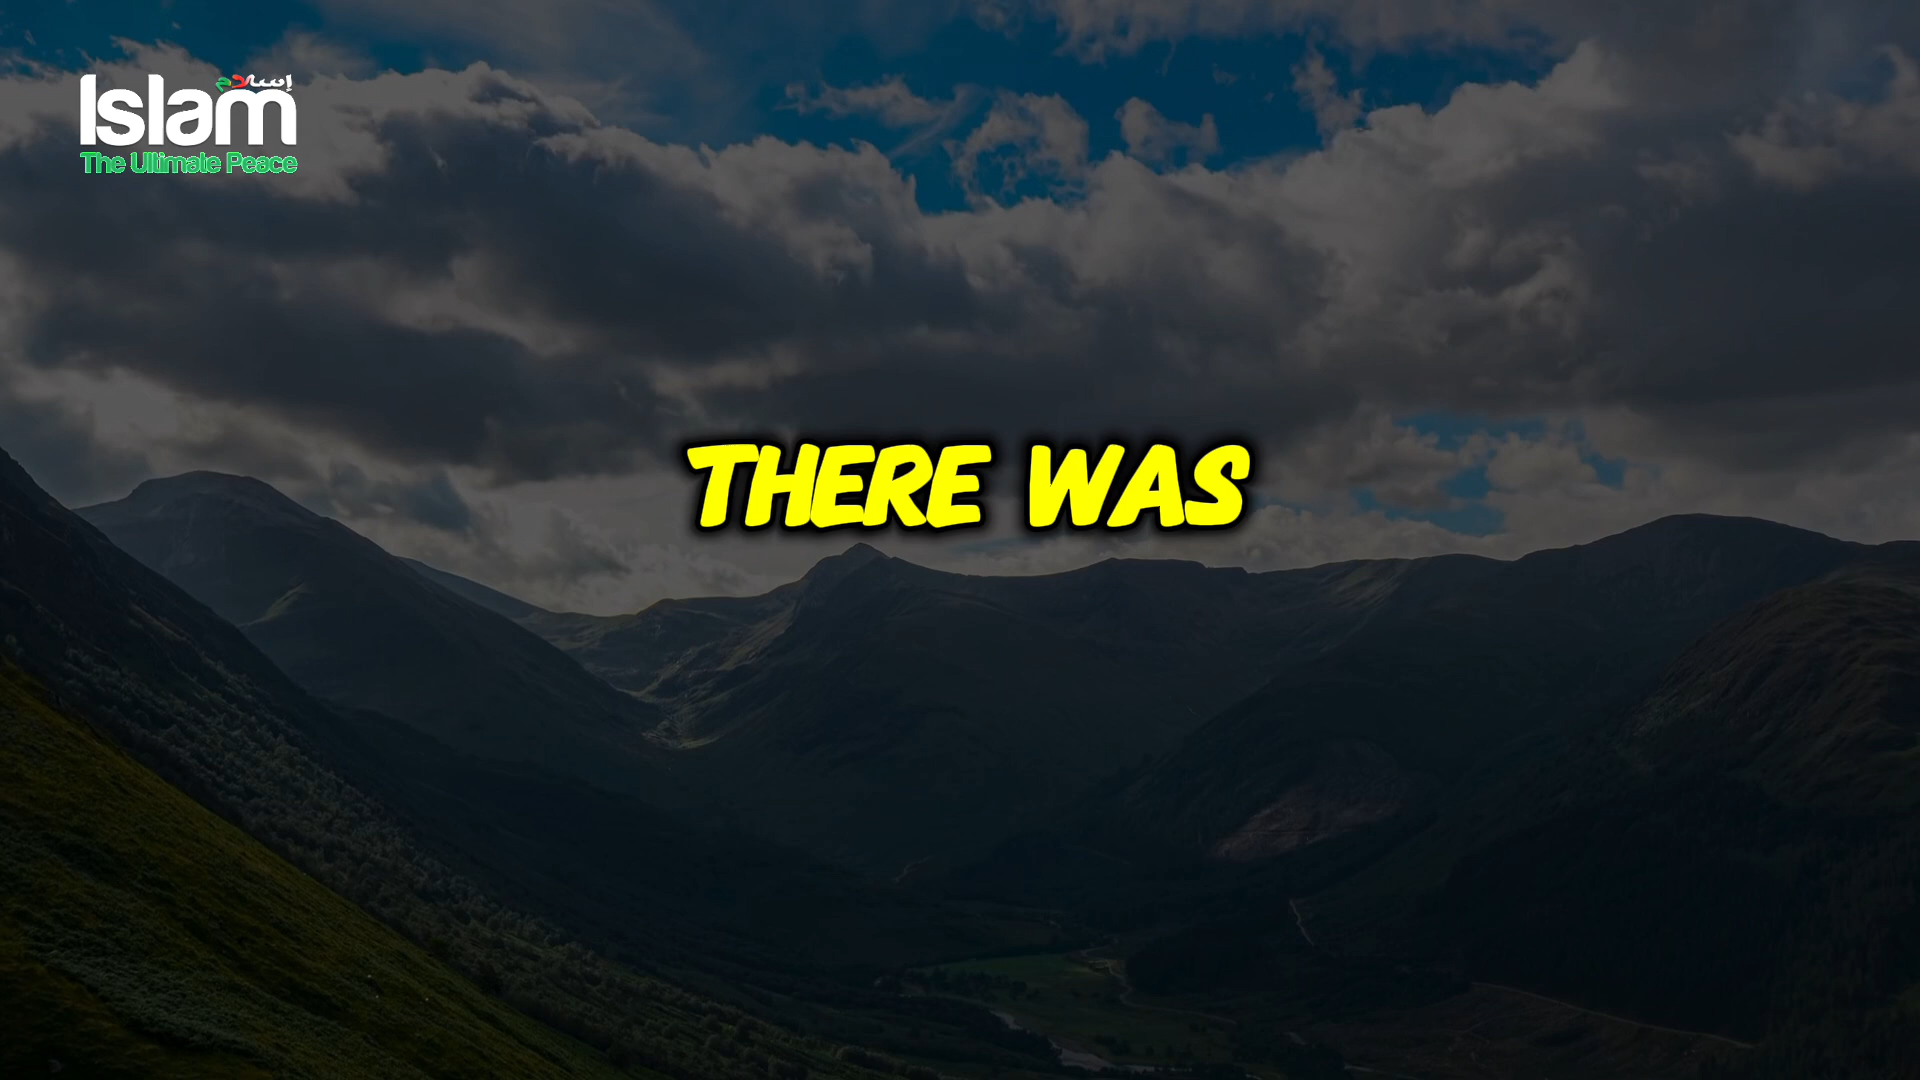 إسلام
Islam
The Ultimate Peace
THERE WAS